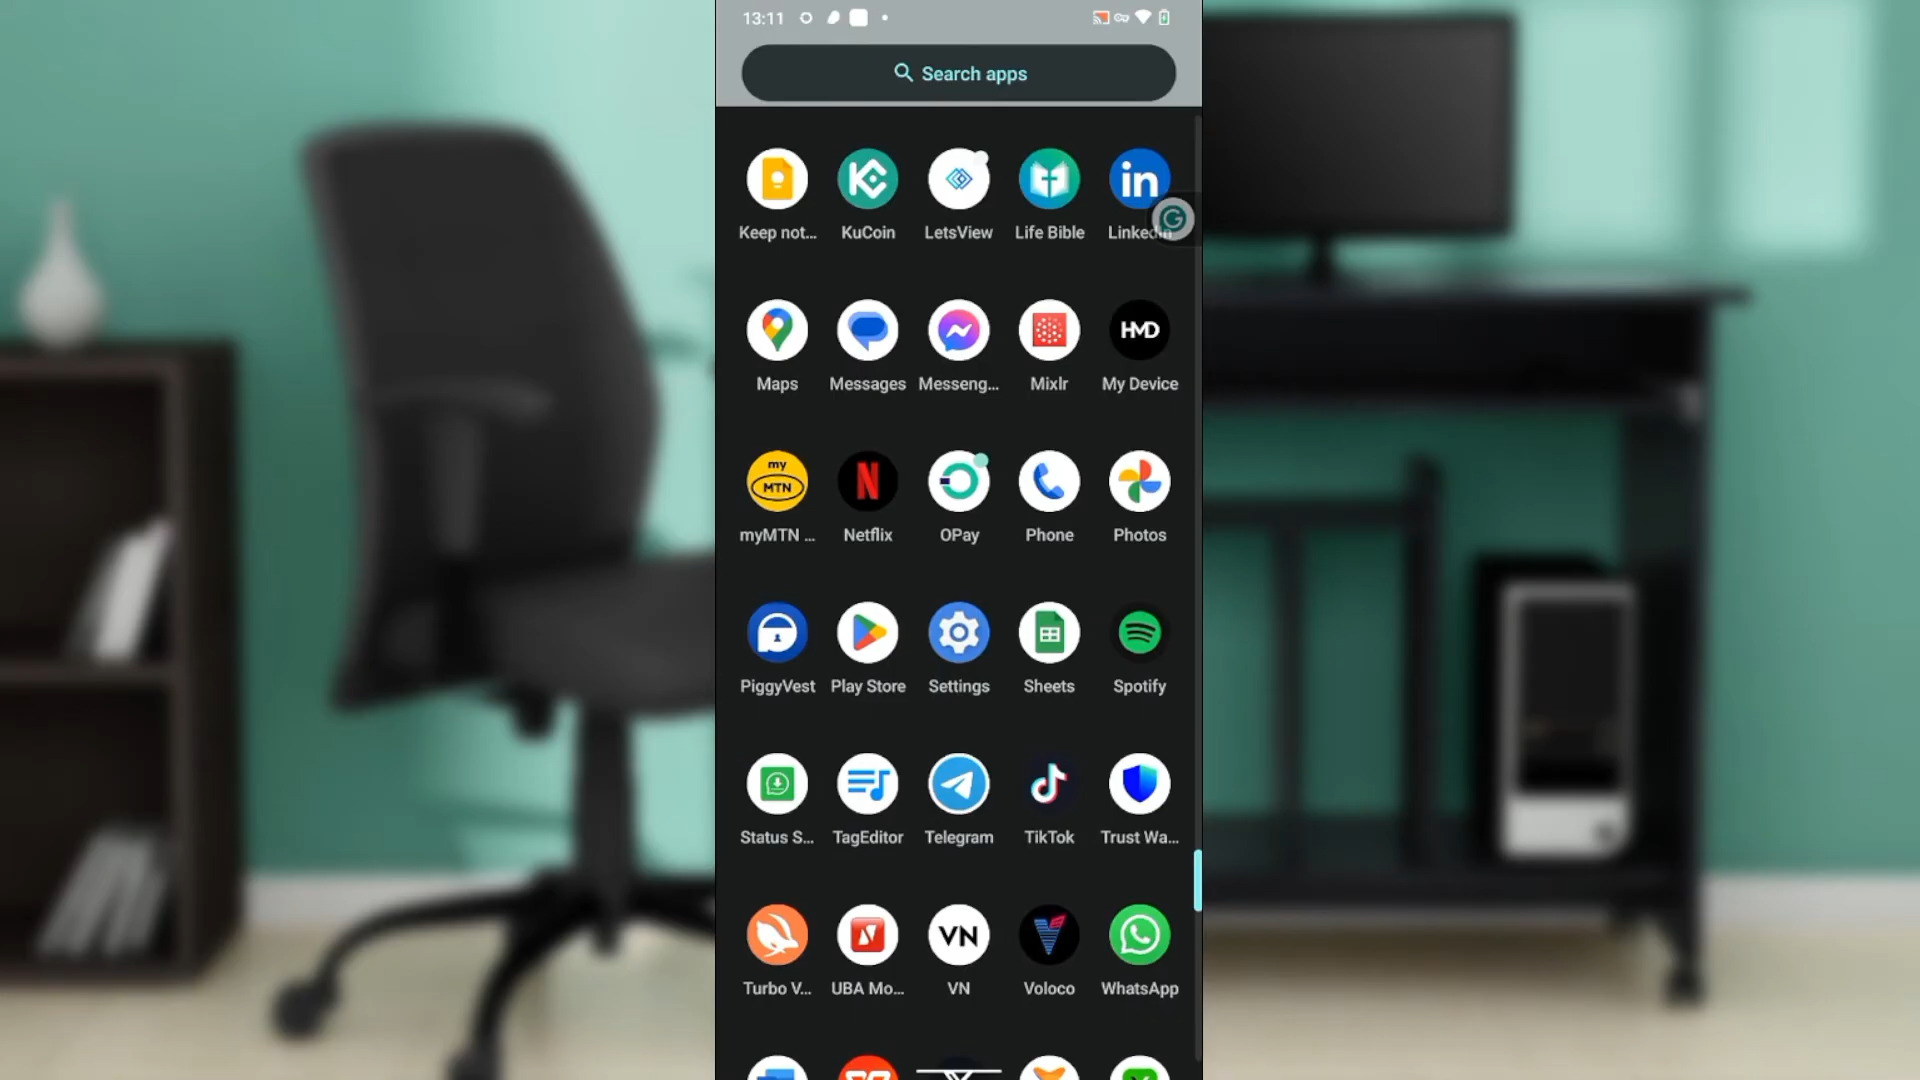 13:11
Search apps
Keep not... KuCoin LetsView Life Bible LinkedIn
HMD
Maps Messages Messeng... Mixlr My Device
my
MTN
myMTN ... Netflix OPay Phone Photos
PiggyVest Play Store Settings Sheets Spotify
Status S... TagEditor Telegram TikTok Trust Wa...
VN
Turbo V... UBA Mo... VN Voloco WhatsApp